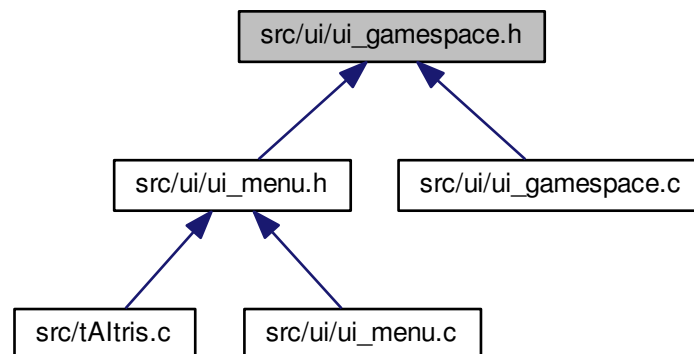 src/ui/ui_gamespace.h
src/ui/ui_menu.h
src/ui/ui_gamespace.c
src/tAItris.c
src/ui/ui_menu.c